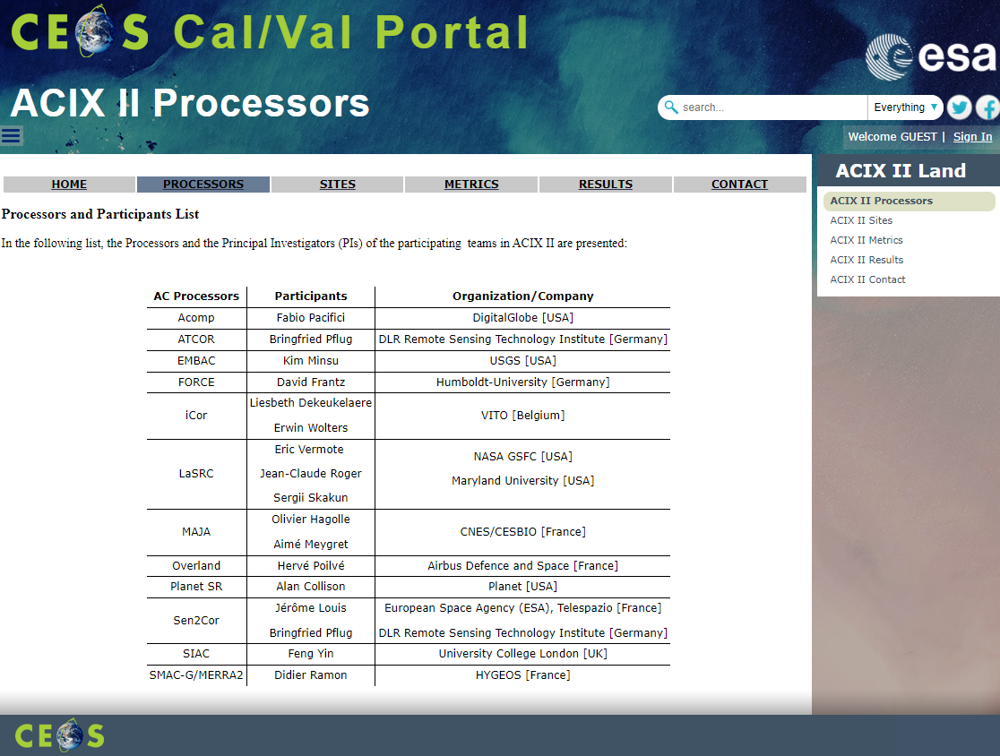 CEOS Cal/Val Portal
esa
ACIX II Processors
search...
Everything
Welcome GUEST | Sign In
HOME PROCESSORS SITES METRICS RESULTS CONTACT
ACIX II Land
ACIX II Processors
ACIX II Sites
ACIX II Metrics
ACIX II Results
ACIX II Contact
Processors and Participants List
In the following list, the Processors and the Principal Investigators (PIs) of the participating teams in ACIX II are presented:
AC Processors Participants Organization/Company
Acomp Fabio Pacifici DigitalGlobe [USA]
ATCOR Bringfried Pflug DLR Remote Sensing Technology Institute [Germany]
EMBAC Kim Minsu USGS [USA]
FORCE David Frantz Humboldt-University [Germany]
iCor
Liesbeth Dekeukelaere
Erwin Wolters
VITO [Belgium]
LaSRC
Eric Vermote
Jean-Claude Roger
Sergii Skakun
NASA GSFC [USA]
Maryland University [USA]
MAJA
Olivier Hagolle
Aimé Meygret
CNES/CESBIO [France]
Overland Hervé Poilvé Airbus Defence and Space [France]
Planet SR Alan Collison Planet [USA]
Sen2Cor
Jérôme Louis
Bringfried Pflug
European Space Agency (ESA), Telespazio [France]
DLR Remote Sensing Technology Institute [Germany]
SIAC Feng Yin University College London [UK]
SMAC-G/MERRA2 Didier Ramon HYGEOS [France]
CEOS